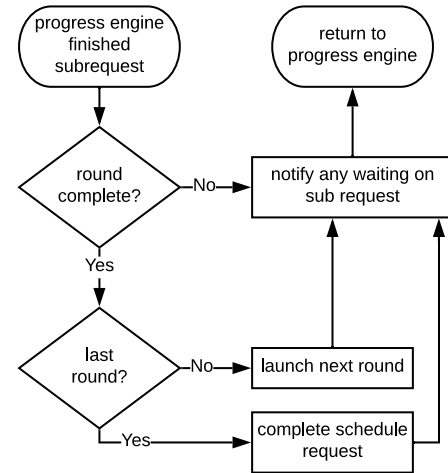 progress engine
finished
subrequest
return to
progress engine
round
complete?
No
notify any waiting on
sub request
Yes
last
round?
No
launch next round
Yes
complete schedule
request